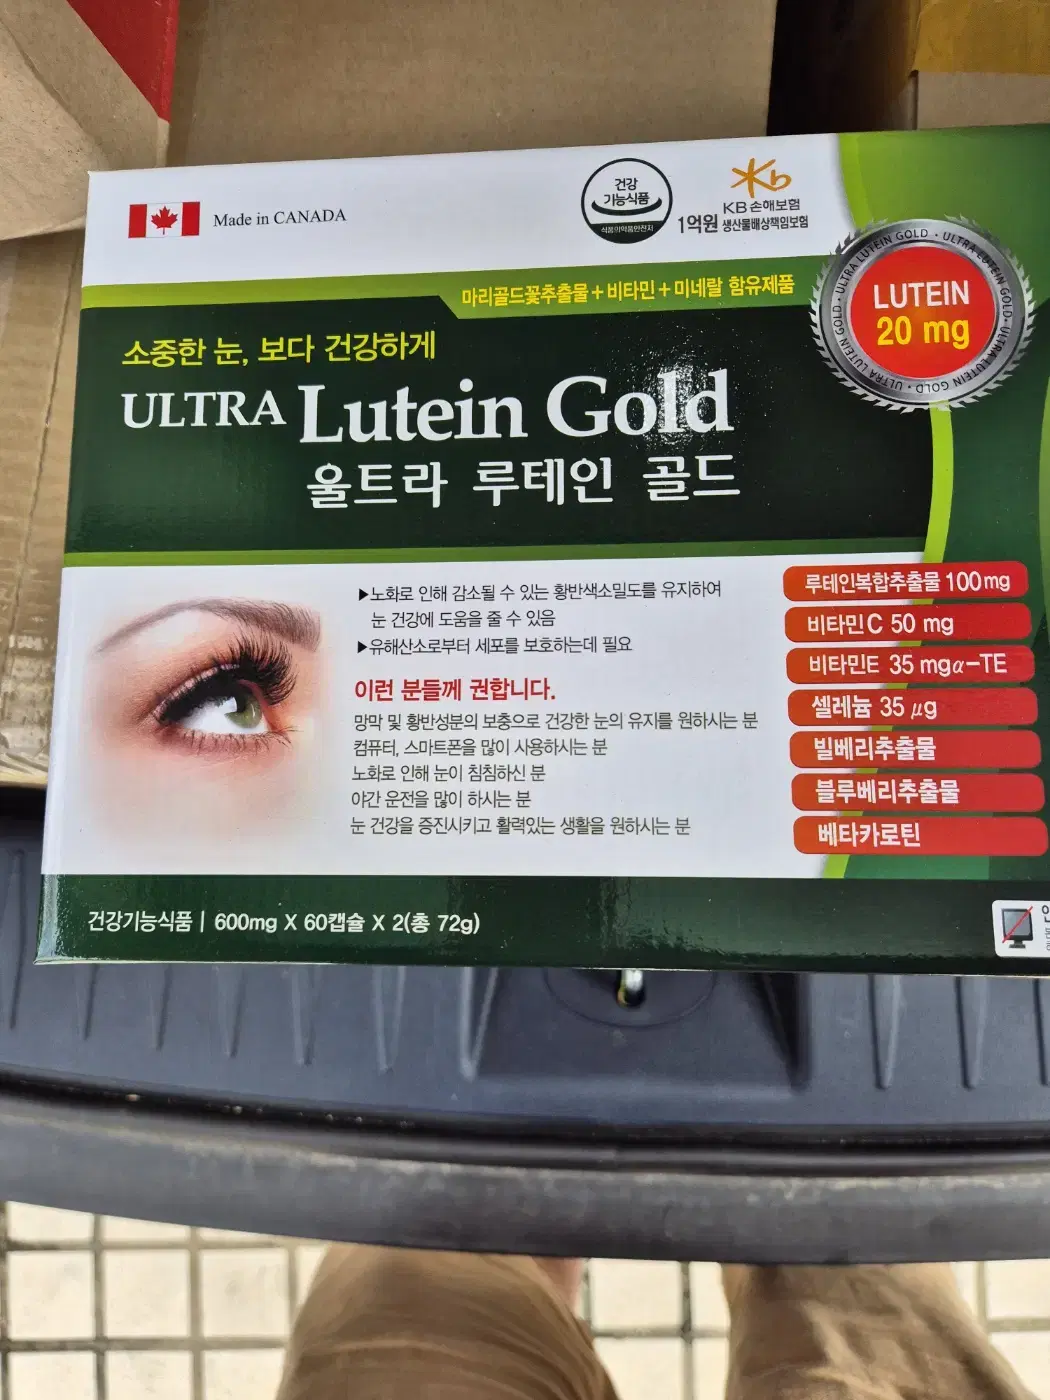 Made in CANADA
건강
기능식품
식품의약품안전처
Kb
KB손해보험
1억원 생산물배상책임보험
마리골드꽃추출물+비타민+미네랄 함유제품
ULTRA LUTEIN GOLD · ULTRA LUTEIN GOLD · ULTRA LUTEIN GOLD · ULTRA LUTEIN GOLD ·
LUTEIN
20 mg
소중한 눈, 보다 건강하게
ULTRA Lutein Gold
울트라 루테인 골드
▶노화로 인해 감소될 수 있는 황반색소밀도를 유지하여
눈 건강에 도움을 줄 수 있음
▶유해산소로부터 세포를 보호하는데 필요
이런 분들께 권합니다.
망막 및 황반성분의 보충으로 건강한 눈의 유지를 원하시는 분
컴퓨터, 스마트폰을 많이 사용하시는 분
노화로 인해 눈이 침침하신 분
야간 운전을 많이 하시는 분
눈 건강을 증진시키고 활력있는 생활을 원하시는 분
루테인복합추출물 100mg
비타민C 50 mg
비타민E 35 mgα-TE
셀레늄 35 μg
빌베리추출물
블루베리추출물
베타카로틴
건강기능식품 | 600mg X 60캡슐 X 2(총 72g)